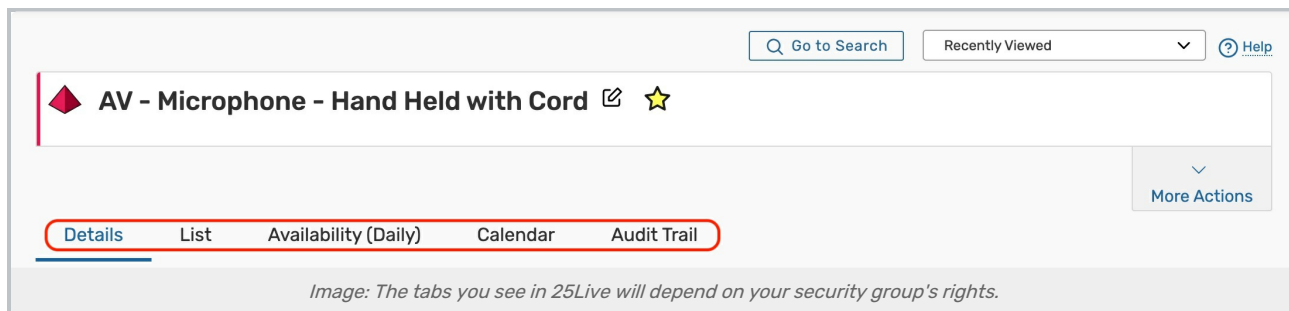 Go to Search
Recently Viewed
Help
AV - Microphone - Hand Held with Cord
More Actions
Details List Availability (Daily) Calendar Audit Trail
Image: The tabs you see in 25Live will depend on your security group's rights.